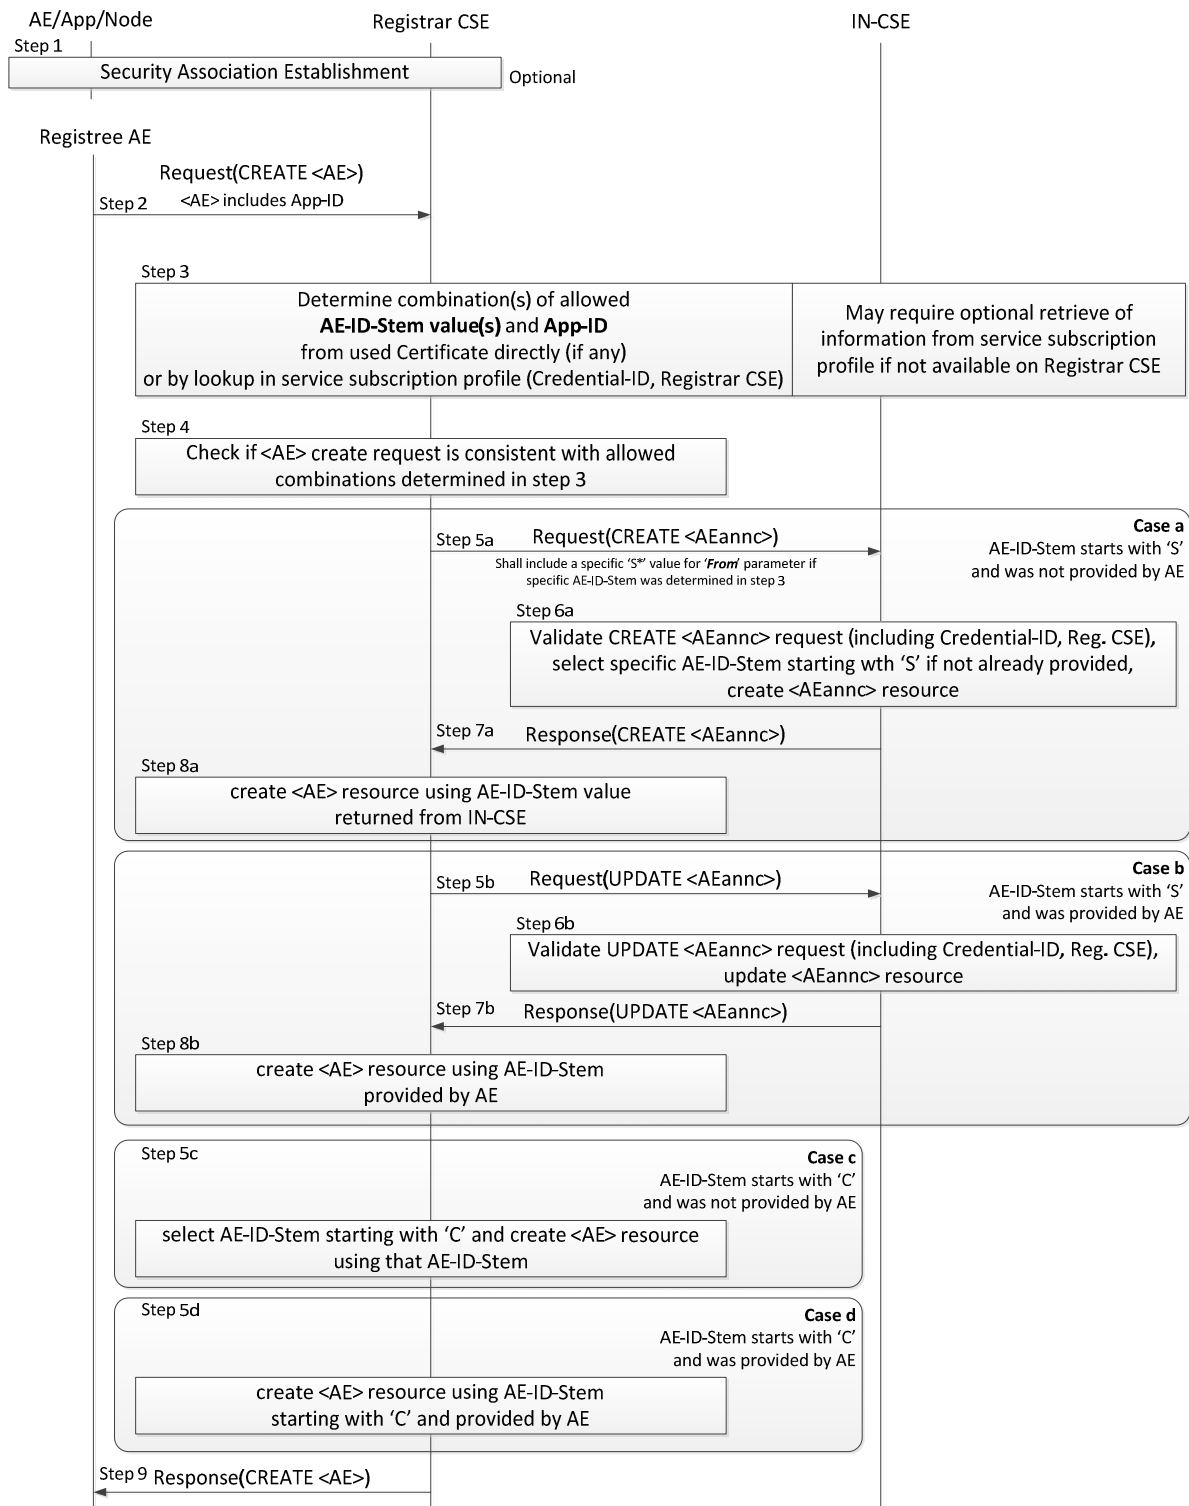 AE/App/Node
Registrar CSE
IN-CSE
Step 1
Security Association Establishment
Optional
Registree AE
Request(CREATE <AE>)
Step 2
<AE> includes App-ID
Step 3
Determine combination(s) of allowed
AE-ID-Stem value(s) and App-ID
from used Certificate directly (if any)
or by lookup in service subscription profile (Credential-ID, Registrar CSE)
May require optional retrieve of
information from service subscription
profile if not available on Registrar CSE
Step 4
Check if <AE> create request is consistent with allowed
combinations determined in step 3
Case a
AE-ID-Stem starts with ‘S’
and was not provided by AE
Step 5a
Request(CREATE <AEannc>)
Shall include a specific ‘S*’ value for ‘From’ parameter if
specific AE-ID-Stem was determined in step 3
Step 6a
Validate CREATE <AEannc> request (including Credential-ID, Reg. CSE),
select specific AE-ID-Stem starting wth ‘S’ if not already provided,
create <AEannc> resource
Step 7a
Response(CREATE <AEannc>)
Step 8a
create <AE> resource using AE-ID-Stem value
returned from IN-CSE
Case b
AE-ID-Stem starts with ‘S’
and was provided by AE
Step 5b
Request(UPDATE <AEannc>)
Step 6b
Validate UPDATE <AEannc> request (including Credential-ID, Reg. CSE),
update <AEannc> resource
Step 7b
Response(UPDATE <AEannc>)
Step 8b
create <AE> resource using AE-ID-Stem
provided by AE
Step 5c
Case c
AE-ID-Stem starts with ‘C’
and was not provided by AE
select AE-ID-Stem starting with ‘C’ and create <AE> resource
using that AE-ID-Stem
Step 5d
Case d
AE-ID-Stem starts with ‘C’
and was provided by AE
create <AE> resource using AE-ID-Stem
starting with ‘C’ and provided by AE
Step 9
Response(CREATE <AE>)